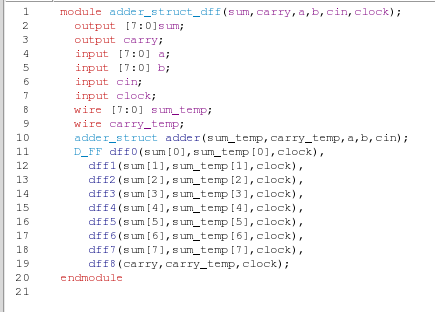 1 module adder_struct_dff(sum,carry,a,b,cin,clock);
2 output [7:0]sum;
3 output carry;
4 input [7:0] a;
5 input [7:0] b;
6 input cin;
7 input clock;
8 wire [7:0] sum_temp;
9 wire carry_temp;
10 adder_struct adder(sum_temp,carry_temp,a,b,cin);
11 D_FF dff0(sum[0],sum_temp[0],clock),
12 dff1(sum[1],sum_temp[1],clock),
13 dff2(sum[2],sum_temp[2],clock),
14 dff3(sum[3],sum_temp[3],clock),
15 dff4(sum[4],sum_temp[4],clock),
16 dff5(sum[5],sum_temp[5],clock),
17 dff6(sum[6],sum_temp[6],clock),
18 dff7(sum[7],sum_temp[7],clock),
19 dff8(carry,carry_temp,clock);
20 endmodule
21